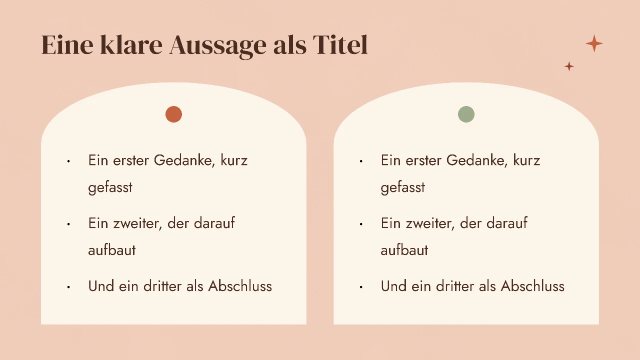 Eine klare Aussage als Titel
· Ein erster Gedanke, kurz
gefasst
· Ein zweiter, der darauf
aufbaut
· Und ein dritter als Abschluss
· Ein erster Gedanke, kurz
gefasst
· Ein zweiter, der darauf
aufbaut
· Und ein dritter als Abschluss